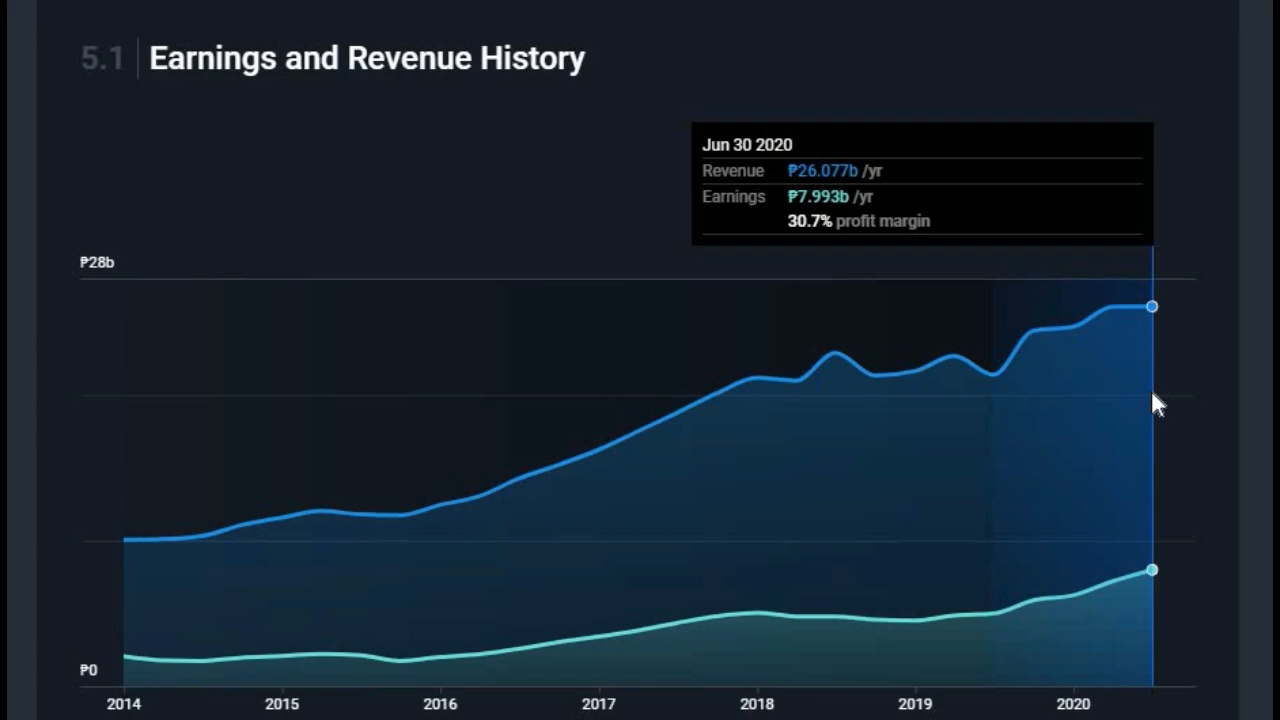 5.1 Earnings and Revenue History
Jun 30 2020
Revenue ₱26.077b /yr
Earnings ₱7.993b /yr
30.7% profit margin
₱28b
₱0
2014 2015 2016 2017 2018 2019 2020